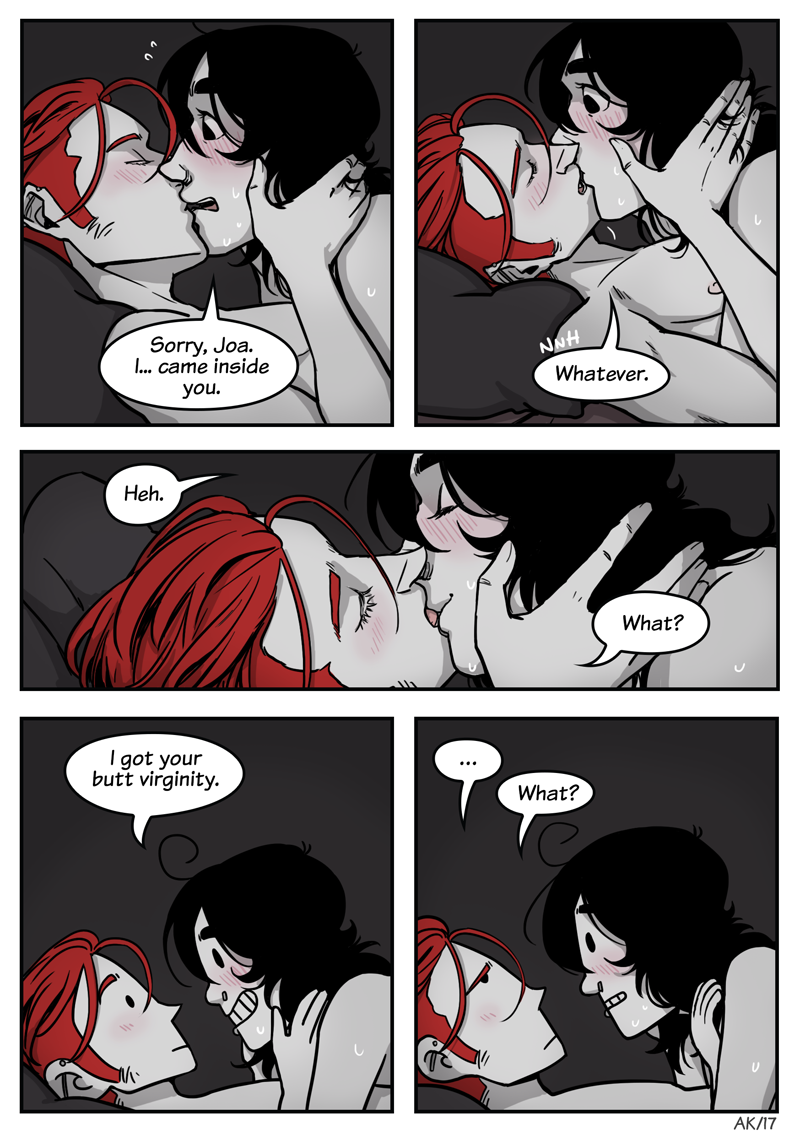 Sorry, Joa.
I... came inside
you.
NNH
Whatever.
Heh.
What?
I got your
butt virginity.
...
What?
AK/17